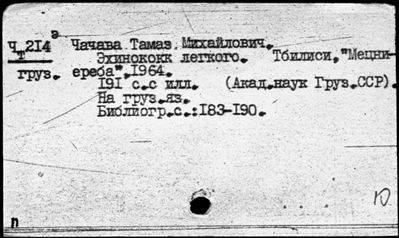 Ч 214 э Чачава Тамаз Михайлович.
т Эхинококк легкого. Тбилиси, "Мецни-
груз. ереба", 1964.
191 с.с илл. (Акад.наук Груз.ССР).
На груз.яз.
Библиогр.с.:183-190.
Ю
п